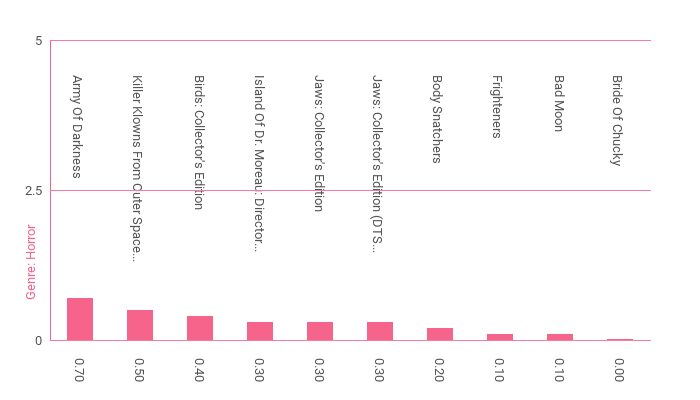 5
2.5
0
Genre: Horror
Army Of Darkness
Killer Klowns From Outer Space...
Birds: Collector's Edition
Island Of Dr. Moreau: Director...
Jaws: Collector's Edition
Jaws: Collector's Edition (DTS...
Body Snatchers
Frighteners
Bad Moon
Bride Of Chucky
0.70
0.50
0.40
0.30
0.30
0.30
0.20
0.10
0.10
0.00